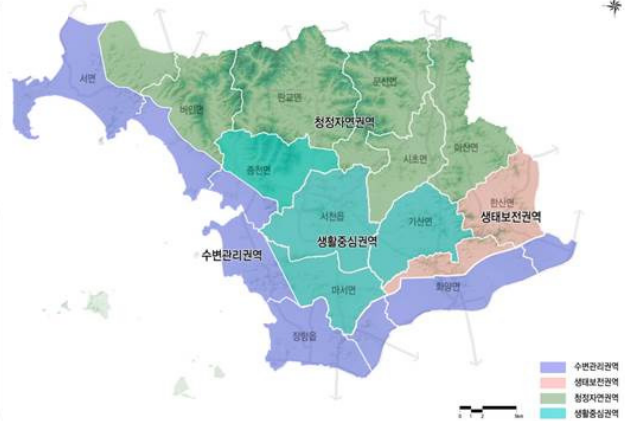 서면
비인면
판교면
문산면
청정자연권역
시초면
마산면
종천면
한산면
생태보전권역
서천읍
기산면
생활중심권역
수변관리권역
마서면
화양면
장항읍
수변관리권역
생태보전권역
청정자연권역
생활중심권역
0 1 2 5km